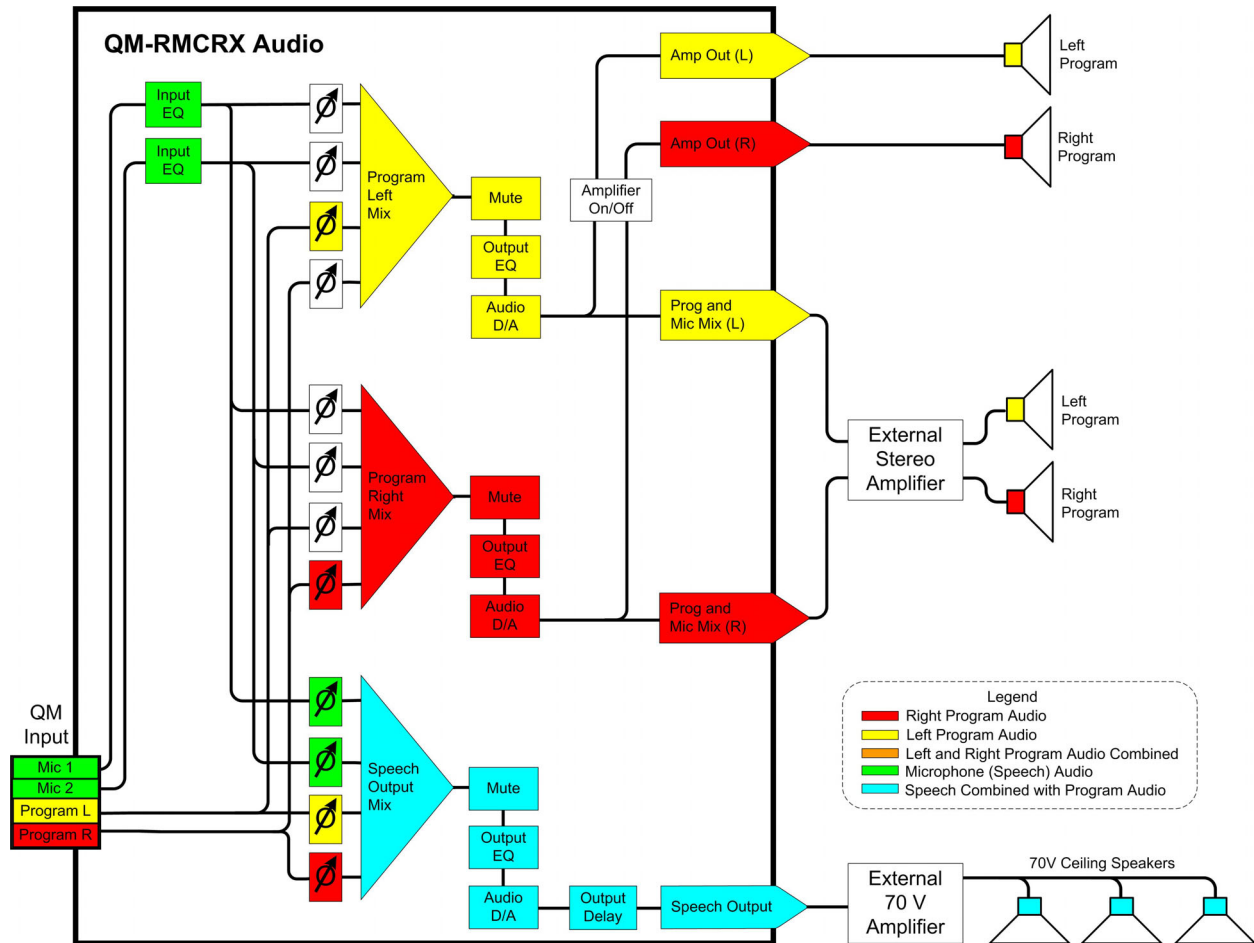 QM-RMCRX Audio
Input
EQ
Input
EQ
Program
Left
Mix
Mute
Output
EQ
Audio
D/A
Amplifier
On/Off
Amp Out (L)
Amp Out (R)
Prog and
Mic Mix (L)
Left
Program
Right
Program
Program
Right
Mix
Mute
Output
EQ
Audio
D/A
Prog and
Mic Mix (R)
External
Stereo
Amplifier
Left
Program
Right
Program
QM
Input
Mic 1
Mic 2
Program L
Program R
Speech
Output
Mix
Mute
Output
EQ
Audio
D/A
Output
Delay
Speech Output
External
70 V
Amplifier
70V Ceiling Speakers
Legend
Right Program Audio
Left Program Audio
Left and Right Program Audio Combined
Microphone (Speech) Audio
Speech Combined with Program Audio